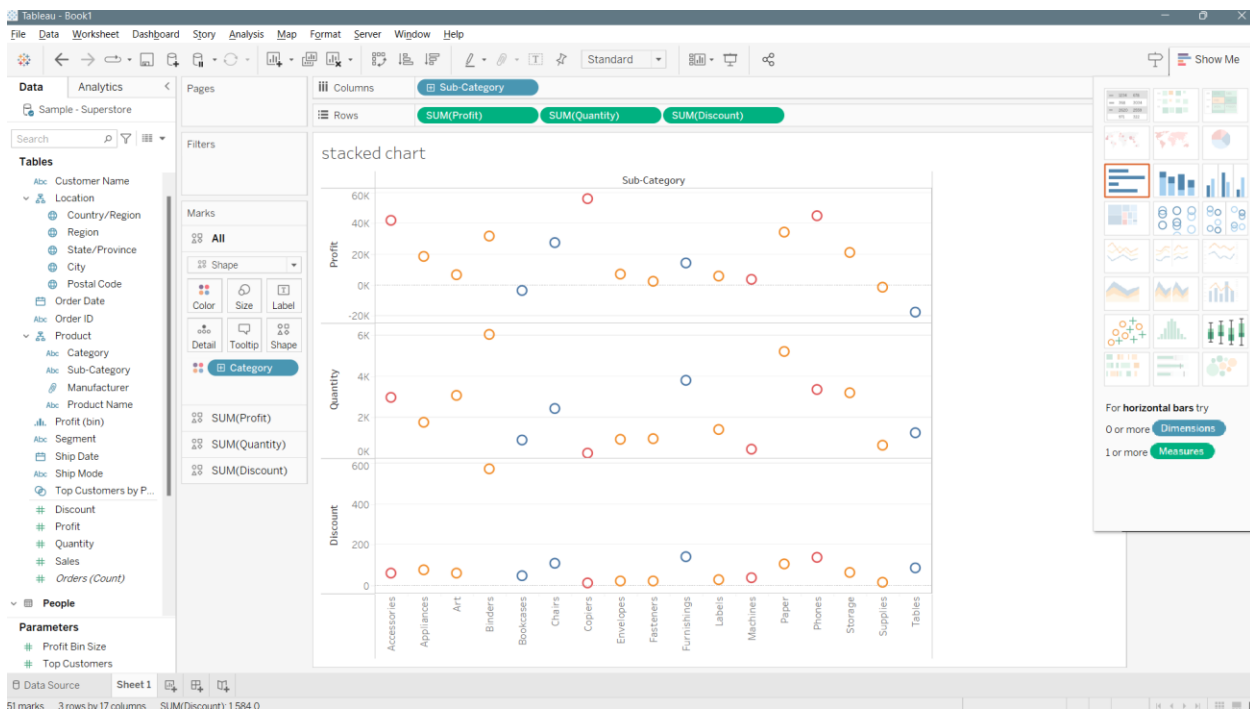 Tableau - Book1
File Data Worksheet Dashboard Story Analysis Map Format Server Window Help
Standard
Show Me
Data Analytics
Sample - Superstore
Search
Tables
Abc Customer Name
Location
Country/Region
Region
State/Province
City
Postal Code
Order Date
Abc Order ID
Product
Abc Category
Abc Sub-Category
Manufacturer
Abc Product Name
Profit (bin)
Abc Segment
Ship Date
Abc Ship Mode
Top Customers by P...
# Discount
# Profit
# Quantity
# Sales
# Orders (Count)
People
Parameters
# Profit Bin Size
# Top Customers
Pages
Filters
Marks
All
Shape
Color Size Label
Detail Tooltip Shape
Category
SUM(Profit)
SUM(Quantity)
SUM(Discount)
Columns Sub-Category
Rows SUM(Profit) SUM(Quantity) SUM(Discount)
stacked chart
Sub-Category
Profit
60K
40K
20K
0K
-20K
Quantity
6K
4K
2K
0K
Discount
600
400
200
0
Accessories
Appliances
Art
Binders
Bookcases
Chairs
Copiers
Envelopes
Fasteners
Furnishings
Labels
Machines
Paper
Phones
Storage
Supplies
Tables
For horizontal bars try
0 or more Dimensions
1 or more Measures
Data Source Sheet 1
51 marks 3 rows by 17 columns SUM(Discount): 1,584.0